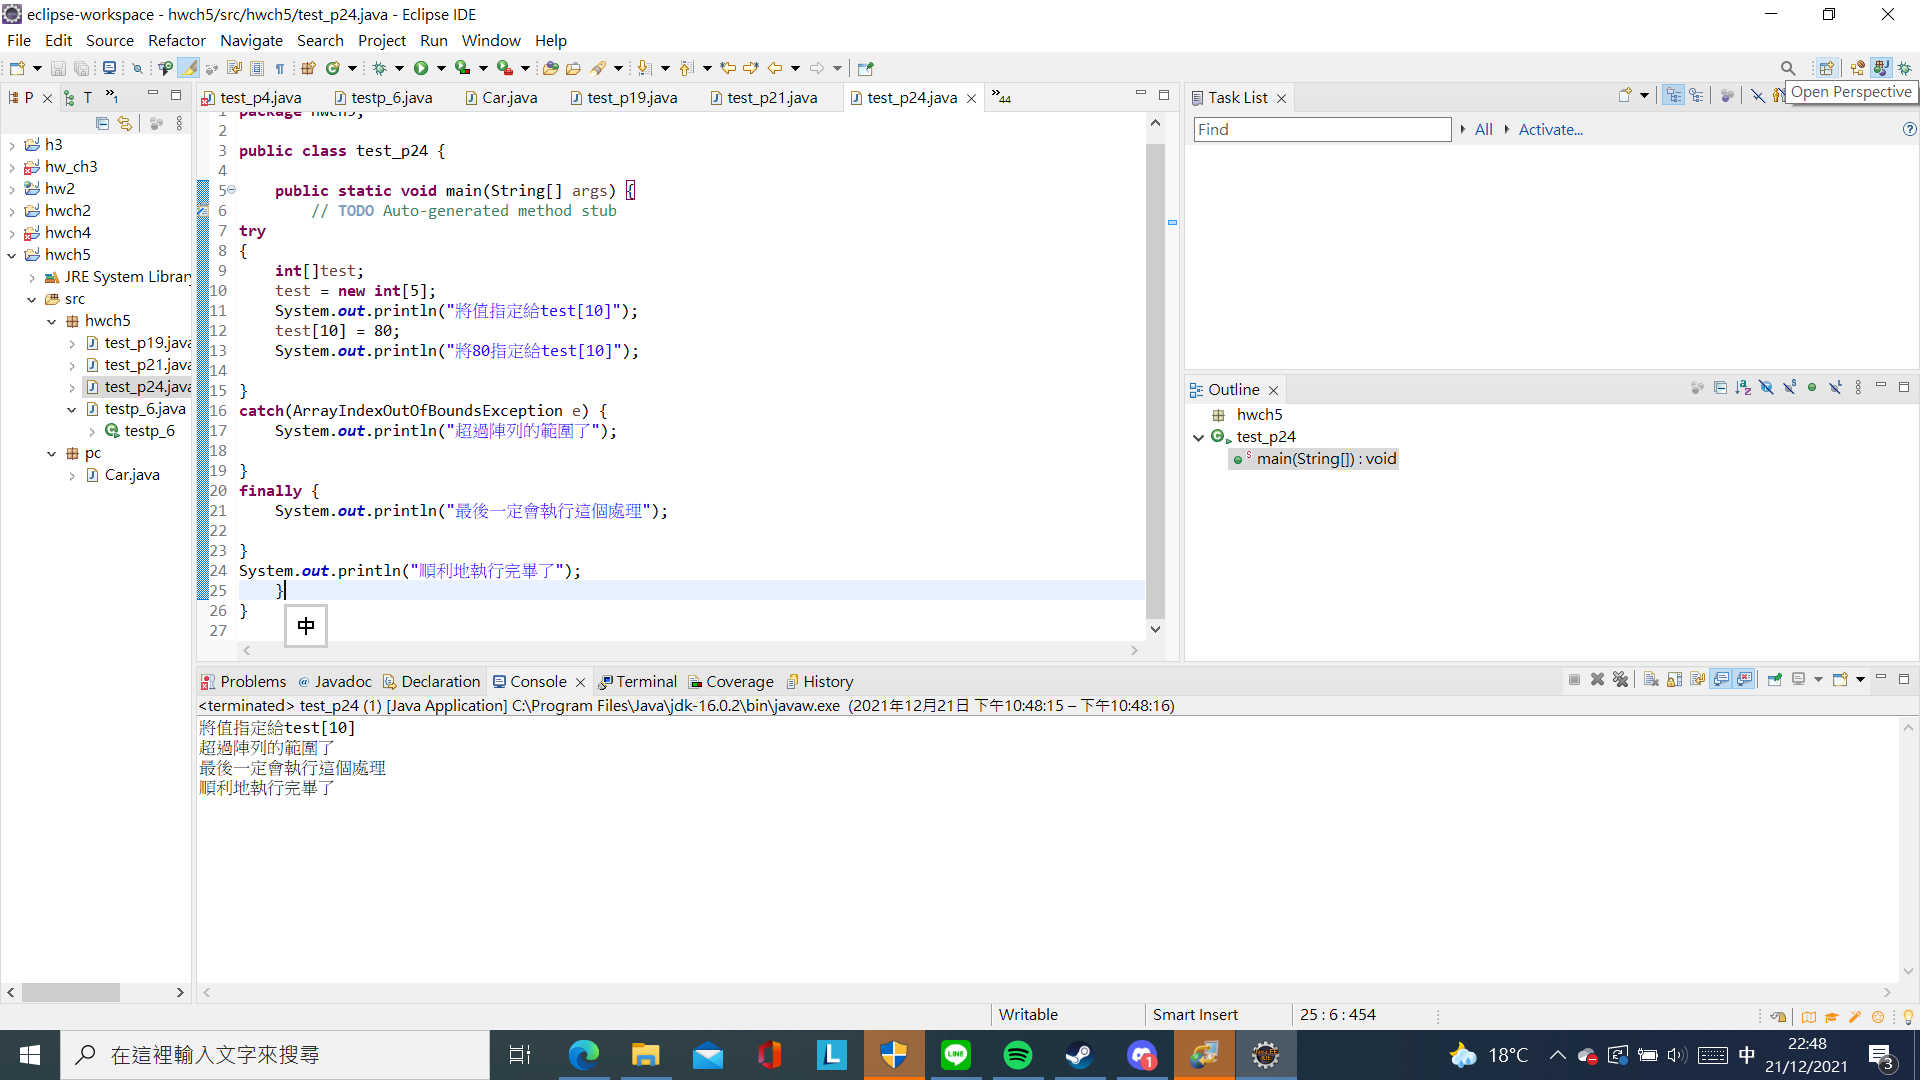 eclipse-workspace - hwch5/src/hwch5/test_p24.java - Eclipse IDE
File Edit Source Refactor Navigate Search Project Run Window Help
Open Perspective
P T »1
test_p4.java testp_6.java Car.java test_p19.java test_p21.java test_p24.java »44
Task List
Find All Activate...
h3
hw_ch3
hw2
hwch2
hwch4
hwch5
JRE System Library
src
hwch5
test_p19.java
test_p21.java
test_p24.java
testp_6.java
testp_6
pc
Car.java
1 package hwch5;
2
3 public class test_p24 {
4
5 public static void main(String[] args) {
6 // TODO Auto-generated method stub
7 try
8 {
9 int[]test;
10 test = new int[5];
11 System.out.println("將值指定給test[10]");
12 test[10] = 80;
13 System.out.println("將80指定給test[10]");
14
15 }
16 catch(ArrayIndexOutOfBoundsException e) {
17 System.out.println("超過陣列的範圍了");
18
19 }
20 finally {
21 System.out.println("最後一定會執行這個處理");
22
23 }
24 System.out.println("順利地執行完畢了");
25 }
26 }
27
中
Outline
hwch5
test_p24
main(String[]) : void
Problems Javadoc Declaration Console Terminal Coverage History
<terminated> test_p24 (1) [Java Application] C:\Program Files\Java\jdk-16.0.2\bin\javaw.exe (2021年12月21日 下午10:48:15 – 下午10:48:16)
將值指定給test[10]
超過陣列的範圍了
最後一定會執行這個處理
順利地執行完畢了
Writable Smart Insert 25 : 6 : 454
在這裡輸入文字來搜尋
LINE
1
18°C
中
22:48
21/12/2021
3